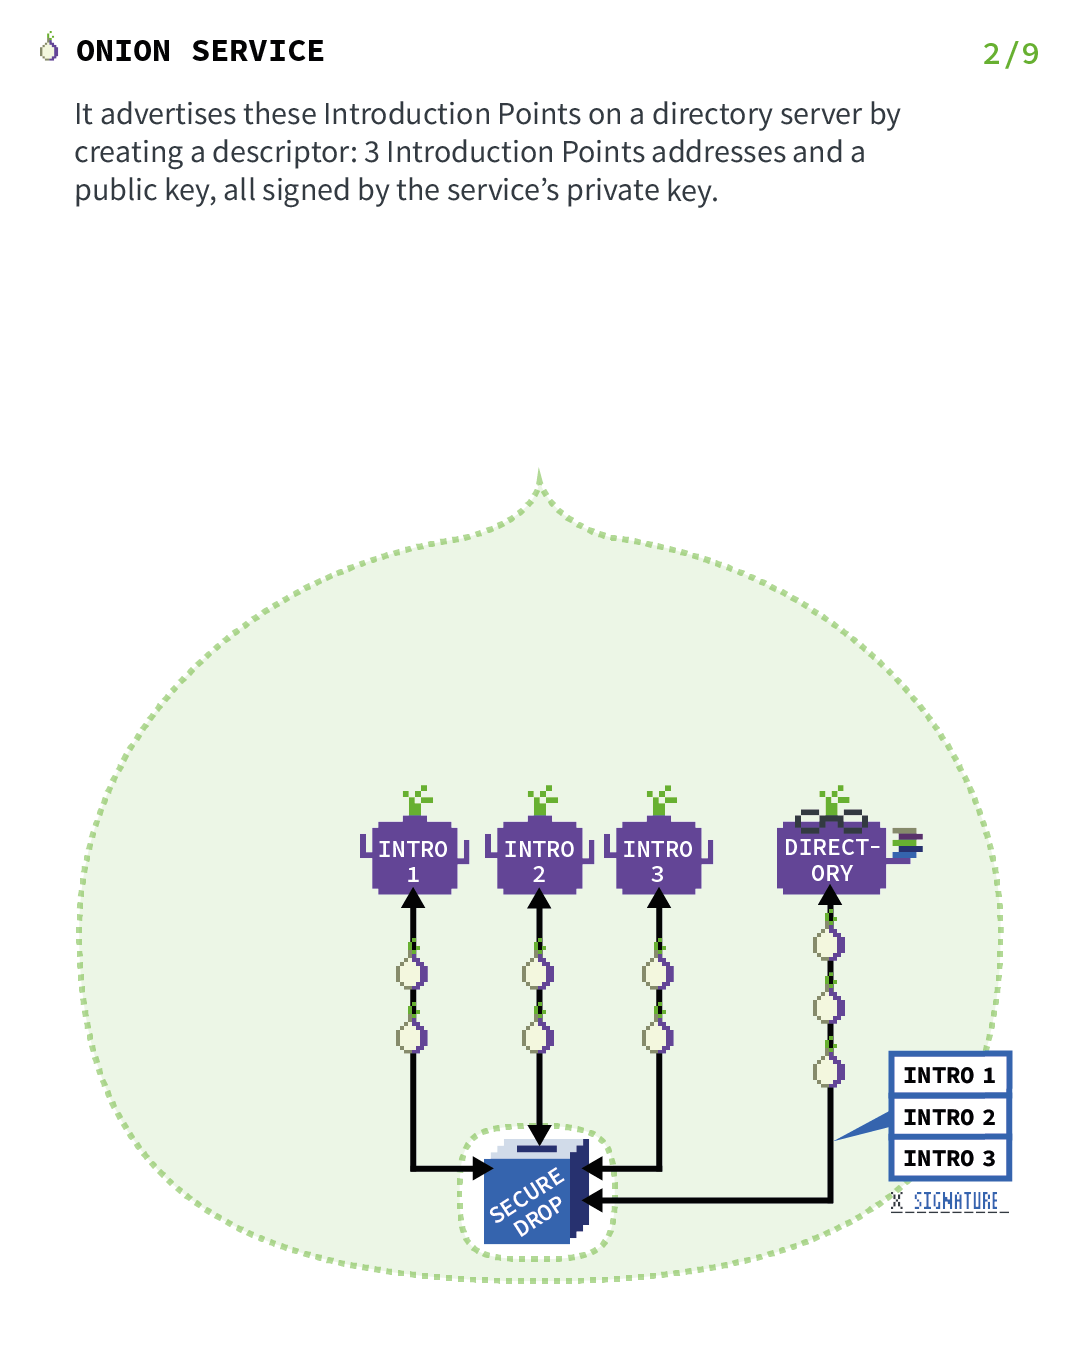 ONION SERVICE
2/9
It advertises these Introduction Points on a directory server by
creating a descriptor: 3 Introduction Points addresses and a
public key, all signed by the service’s private key.
INTRO
1
INTRO
2
INTRO
3
DIRECT-
ORY
INTRO 1
INTRO 2
INTRO 3
X SIGNATURE
SECURE
DROP